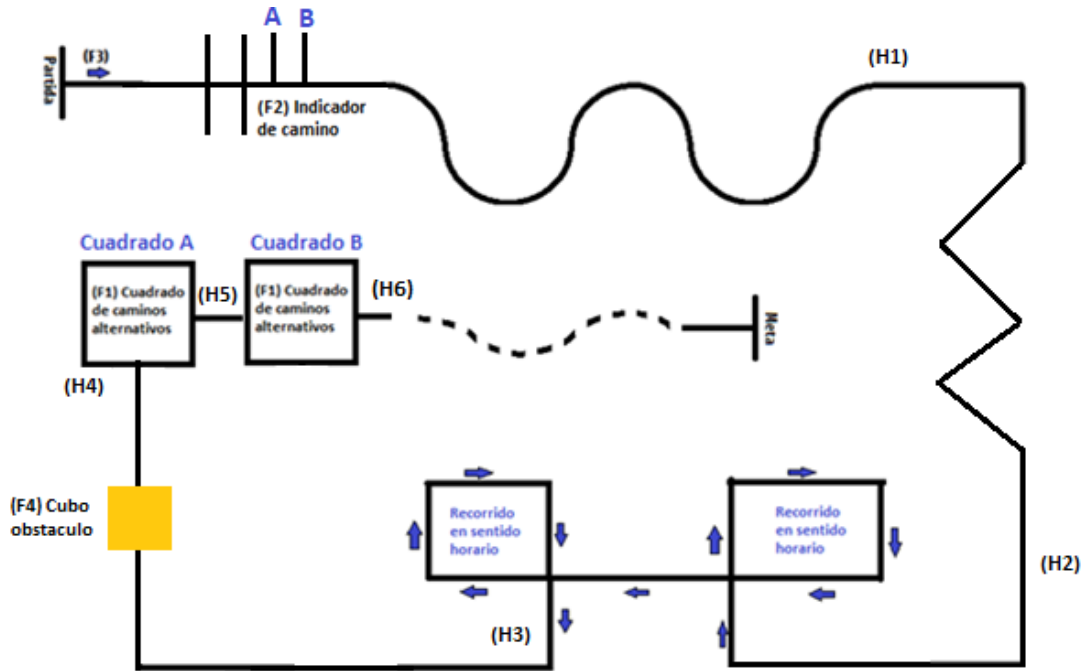 A B
Partida
(F3)
(F2) Indicador
de camino
(H1)
Cuadrado A
(F1) Cuadrado
de caminos
alternativos
(H5)
Cuadrado B
(F1) Cuadrado
de caminos
alternativos
(H6)
Meta
(H4)
(F4) Cubo
obstaculo
Recorrido
en sentido
horario
Recorrido
en sentido
horario
(H2)
(H3)